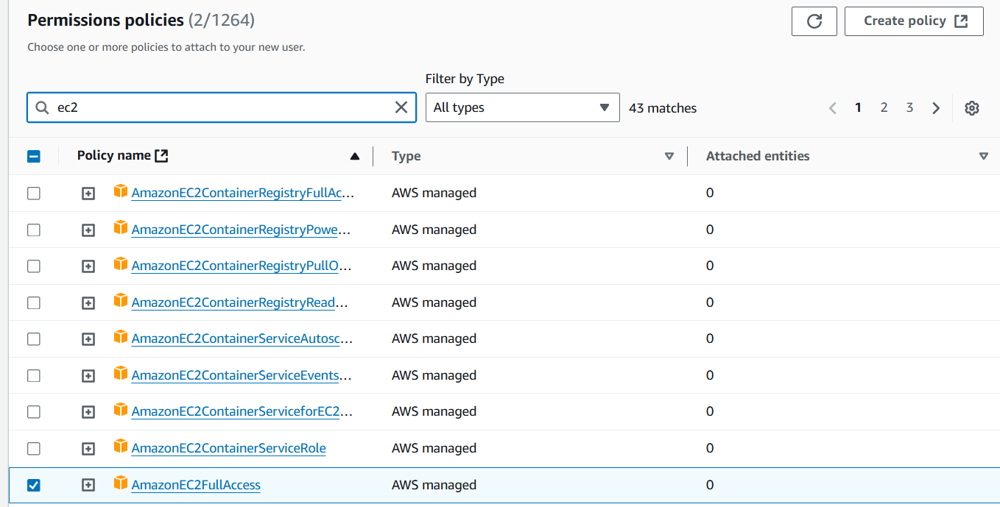 Permissions policies (2/1264)
Create policy
Choose one or more policies to attach to your new user.
Filter by Type
ec2
All types
43 matches
1 2 3
Policy name Type Attached entities
AmazonEC2ContainerRegistryFullAc... AWS managed 0
AmazonEC2ContainerRegistryPowe... AWS managed 0
AmazonEC2ContainerRegistryPullO... AWS managed 0
AmazonEC2ContainerRegistryRead... AWS managed 0
AmazonEC2ContainerServiceAutosc... AWS managed 0
AmazonEC2ContainerServiceEvents... AWS managed 0
AmazonEC2ContainerServiceforEC2... AWS managed 0
AmazonEC2ContainerServiceRole AWS managed 0
AmazonEC2FullAccess AWS managed 0